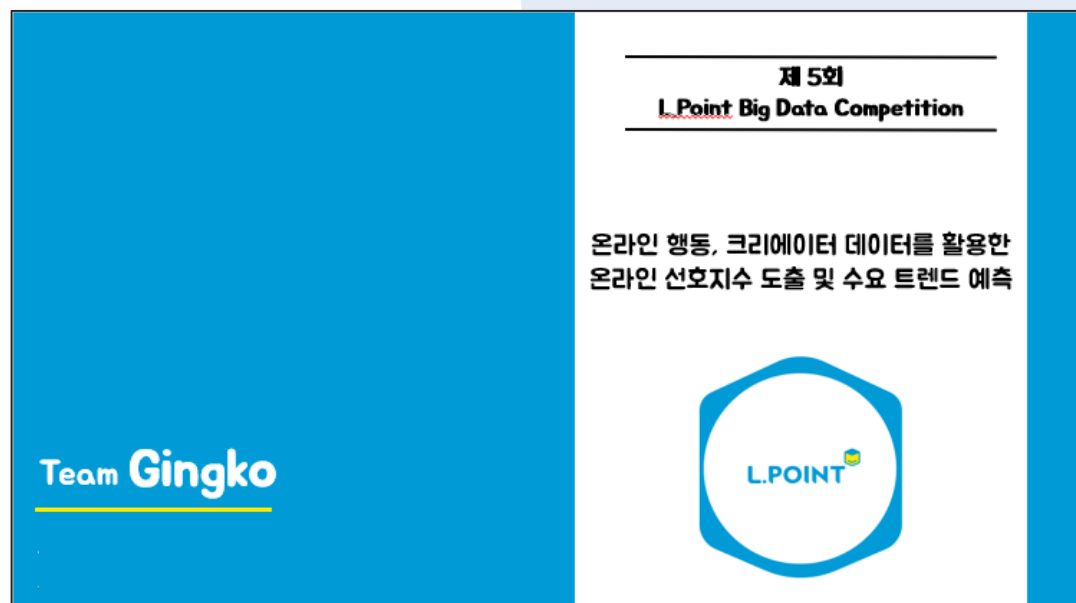 제 5회
L.Point Big Data Competition
온라인 행동, 크리에이터 데이터를 활용한
온라인 선호지수 도출 및 수요 트렌드 예측
L.POINT
Team Gingko